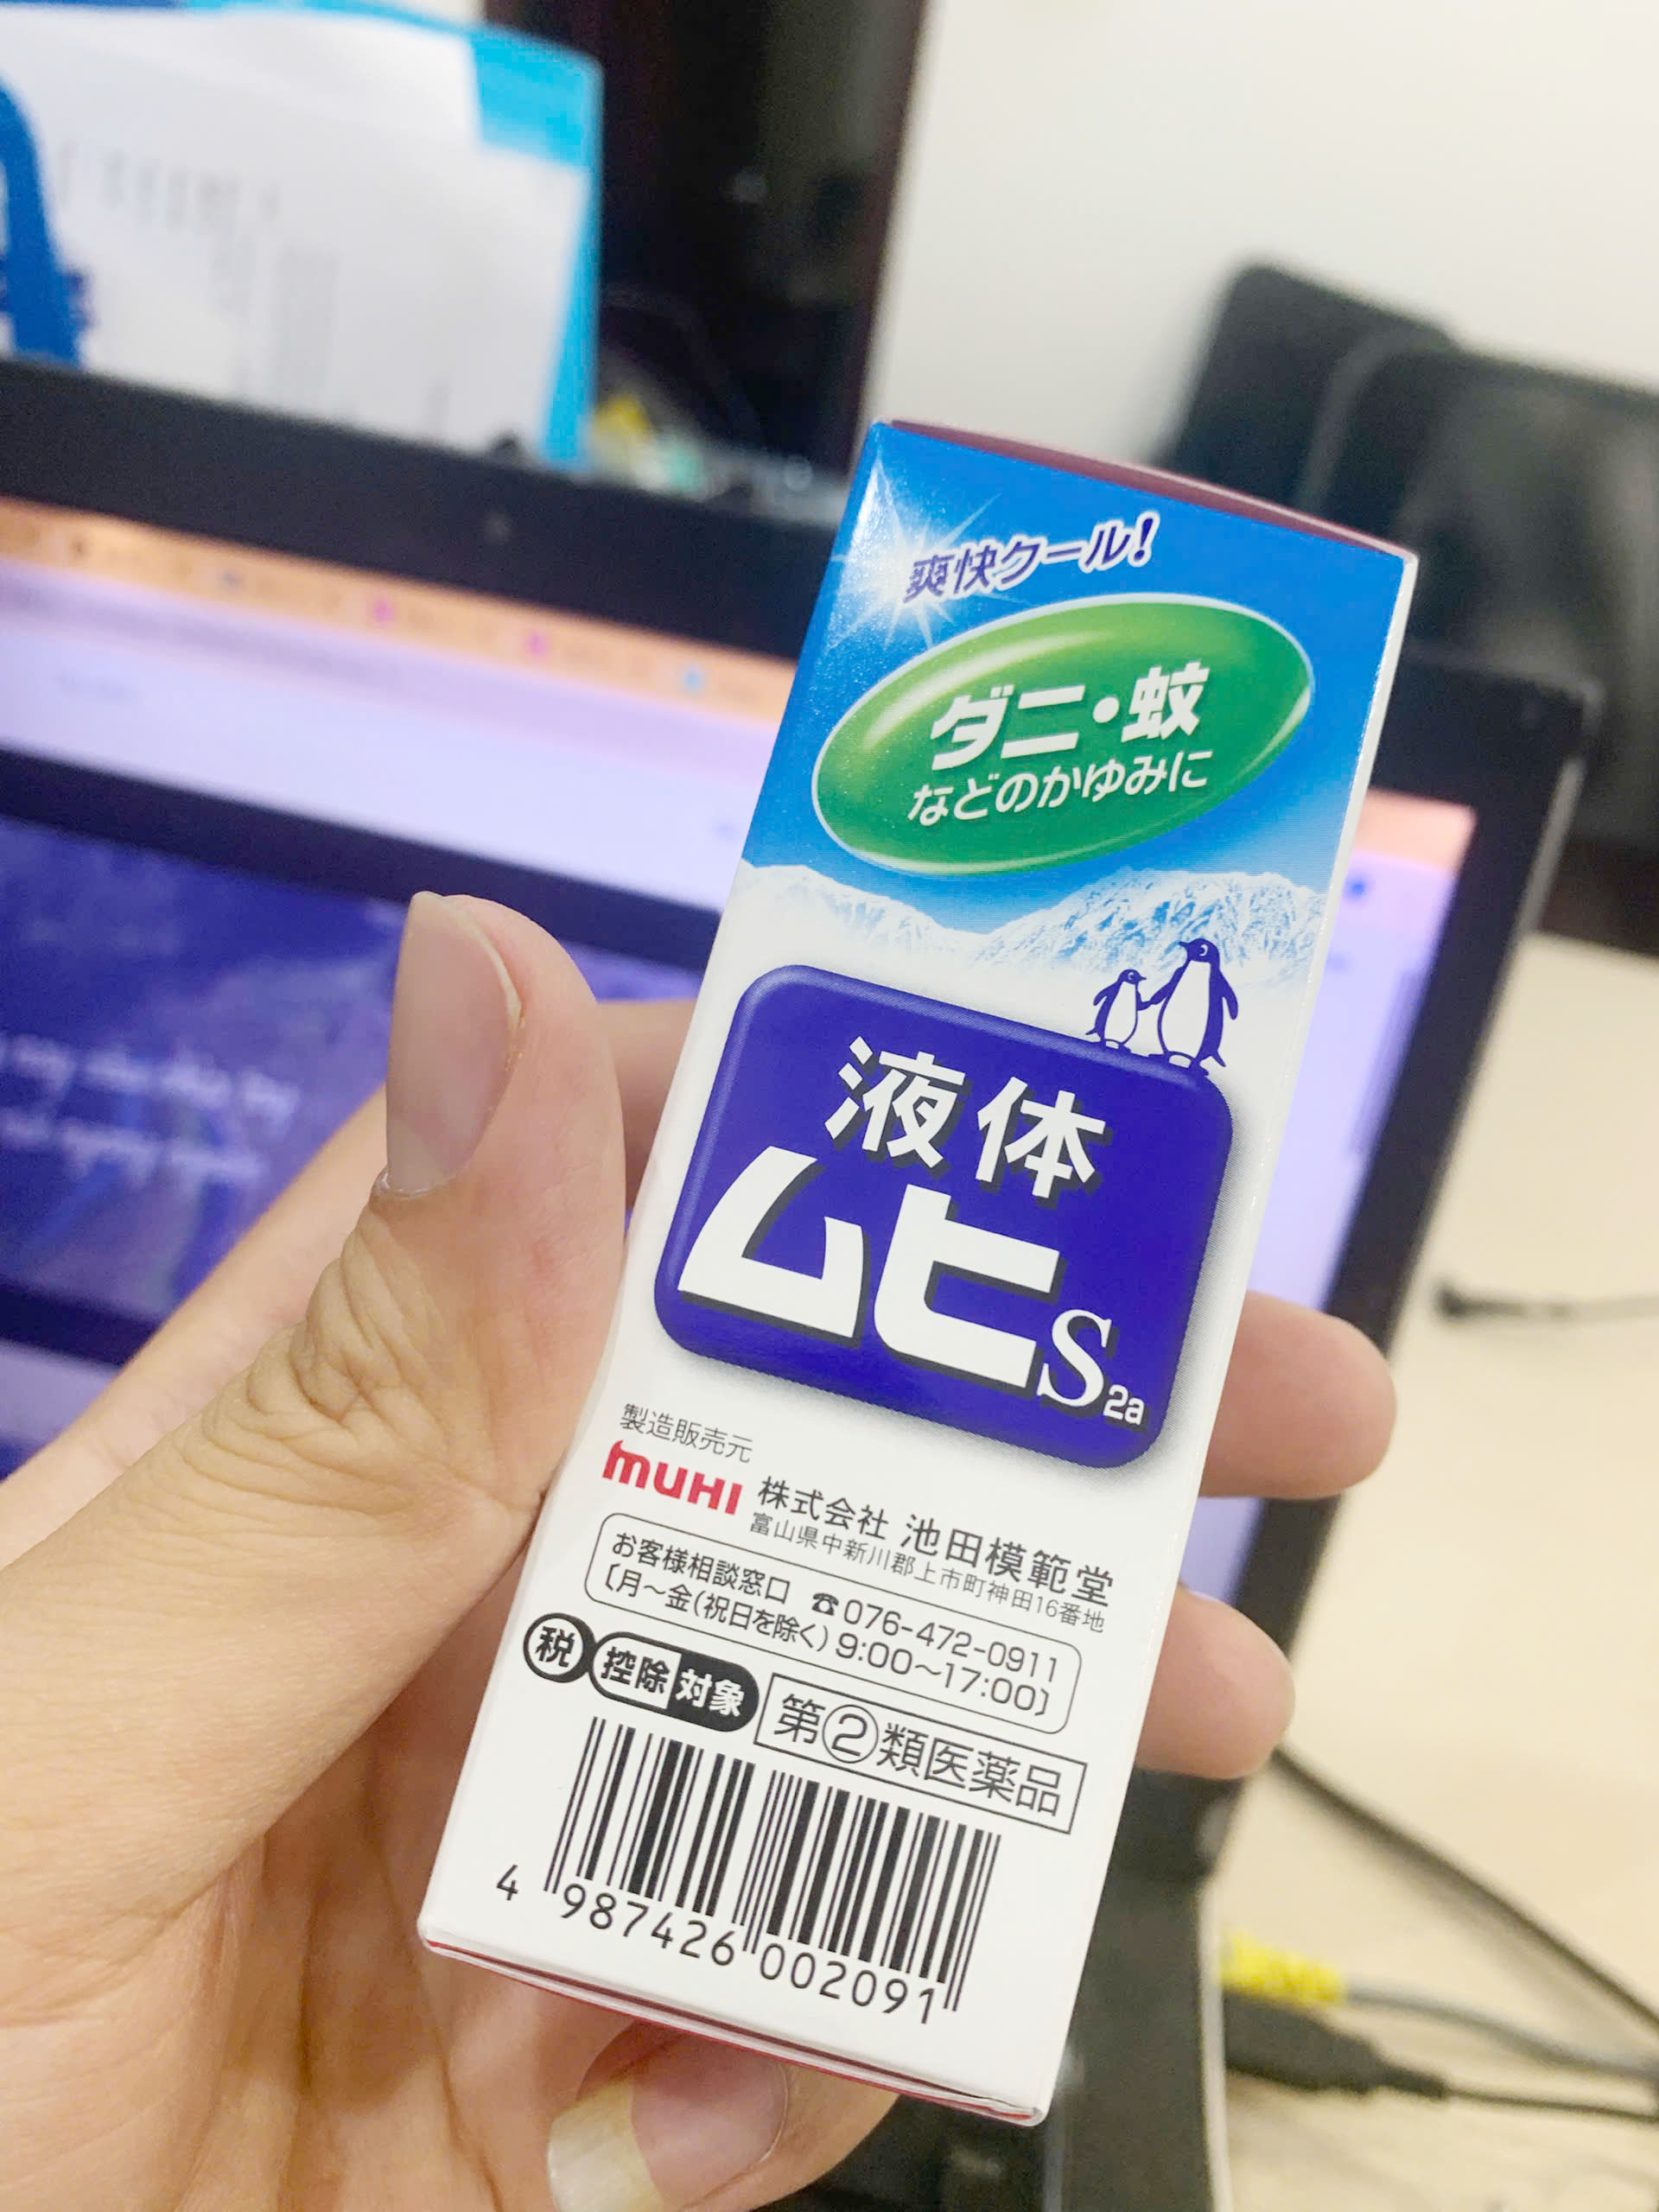 爽快クール!
ダニ・蚊
などのかゆみに
液体
ムヒS2a
製造販売元
muHI 株式会社 池田模範堂
富山県中新川郡上市町神田16番地
お客様相談窓口 ☎076-472-0911
〔月〜金(祝日を除く) 9:00〜17:00〕
税 控除対象 第②類医薬品
4 987426 002091